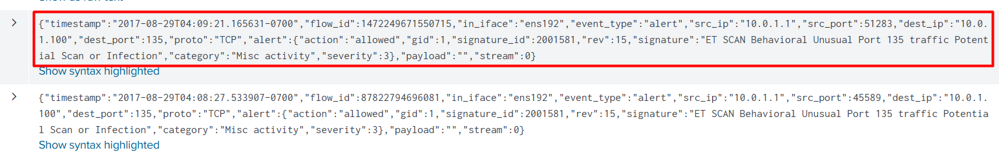 {"timestamp":"2017-08-29T04:09:21.165631-0700","flow_id":1472249671550715,"in_iface":"ens192","event_type":"alert","src_ip":"10.0.1.1","src_port":51283,"dest_ip":"10.0.
1.100","dest_port":135,"proto":"TCP","alert":{"action":"allowed","gid":1,"signature_id":2001581,"rev":15,"signature":"ET SCAN Behavioral Unusual Port 135 traffic Potent
ial Scan or Infection","category":"Misc activity","severity":3},"payload":"","stream":0}
Show syntax highlighted
{"timestamp":"2017-08-29T04:08:27.533907-0700","flow_id":87822794696081,"in_iface":"ens192","event_type":"alert","src_ip":"10.0.1.1","src_port":45589,"dest_ip":"10.0.1.
100","dest_port":135,"proto":"TCP","alert":{"action":"allowed","gid":1,"signature_id":2001581,"rev":15,"signature":"ET SCAN Behavioral Unusual Port 135 traffic Potentia
l Scan or Infection","category":"Misc activity","severity":3},"payload":"","stream":0}
Show syntax highlighted